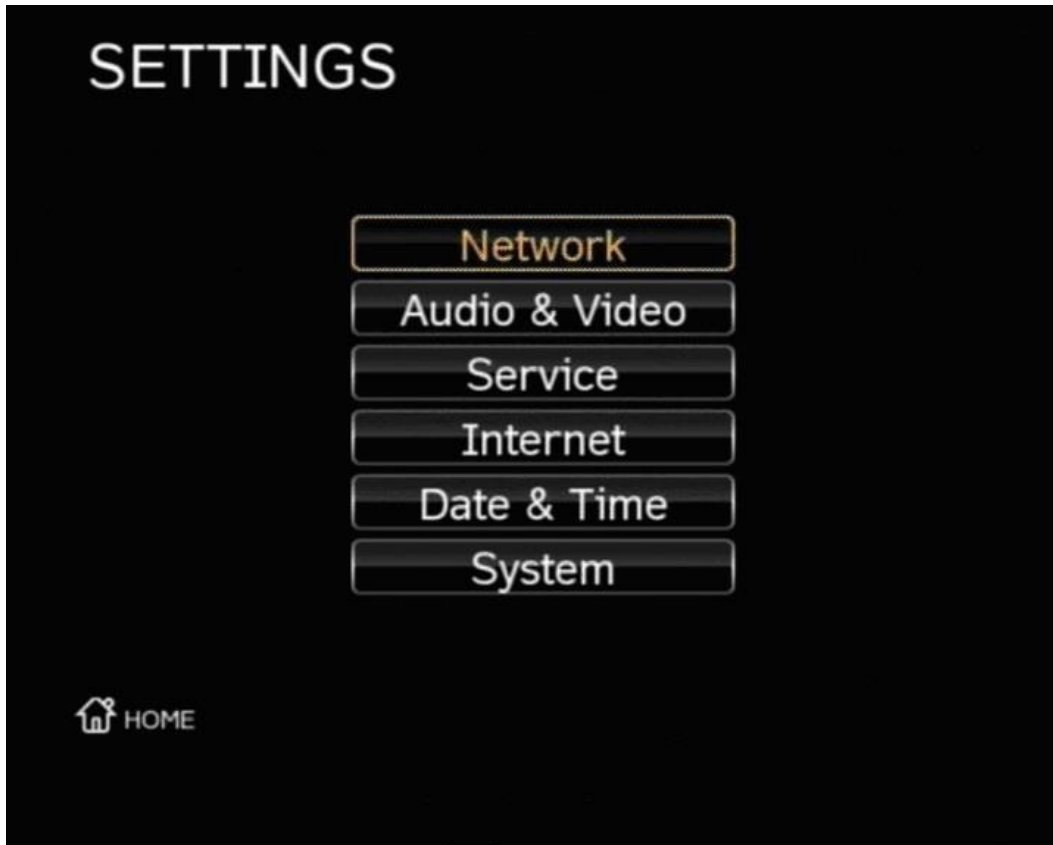 SETTINGS
Network
Audio & Video
Service
Internet
Date & Time
System
HOME